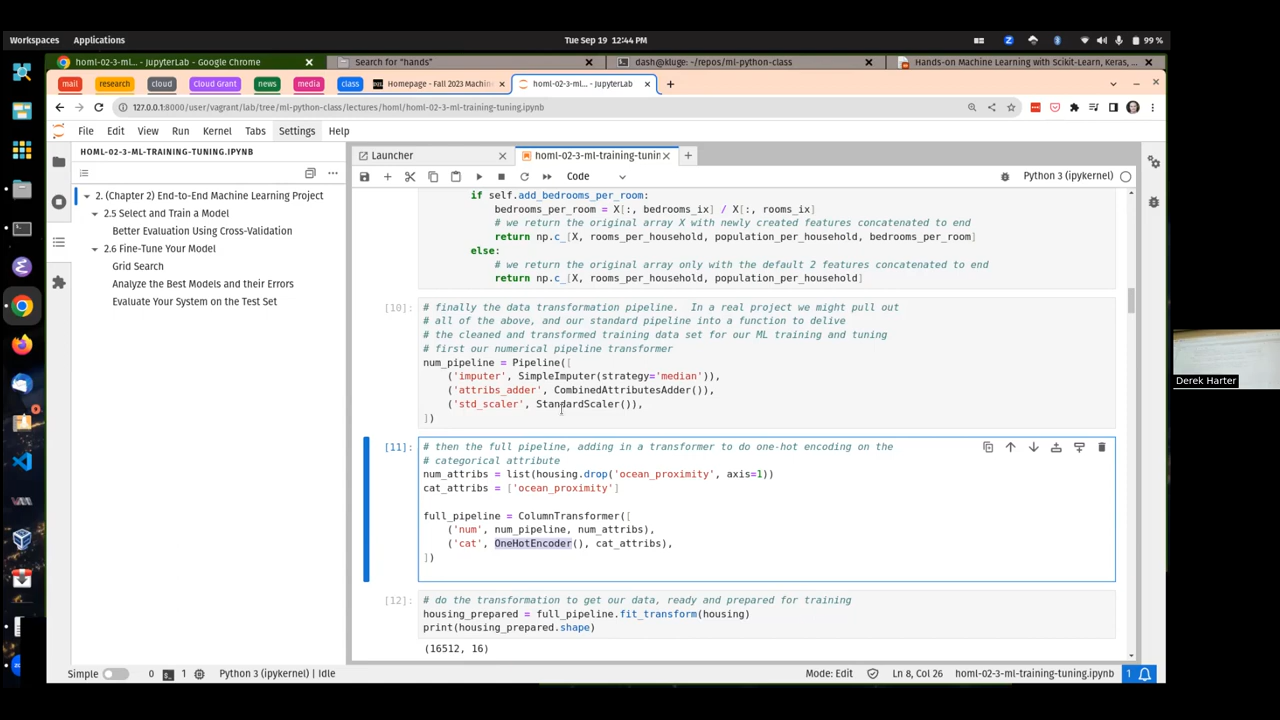 Workspaces Applications Tue Sep 19 12:44 PM 99 %
homl-02-3-ml... - JupyterLab - Google Chrome Search for "hands" dash@kluge: ~/repos/ml-python-class Hands-on Machine Learning with Scikit-Learn, Keras, ...
mail research cloud Cloud Grant news media class Homepage - Fall 2023 Machin homl-02-3-ml... - JupyterLab
127.0.0.1:8000/user/vagrant/lab/tree/ml-python-class/lectures/homl/homl-02-3-ml-training-tuning.ipynb
File Edit View Run Kernel Tabs Settings Help
HOML-02-3-ML-TRAINING-TUNING.IPYNB
2. (Chapter 2) End-to-End Machine Learning Project
2.5 Select and Train a Model
Better Evaluation Using Cross-Validation
2.6 Fine-Tune Your Model
Grid Search
Analyze the Best Models and their Errors
Evaluate Your System on the Test Set
Launcher homl-02-3-ml-training-tunin
Code Python 3 (ipykernel)
if self.add_bedrooms_per_room:
bedrooms_per_room = X[:, bedrooms_ix] / X[:, rooms_ix]
# we return the original array X with newly created features concatenated to end
return np.c_[X, rooms_per_household, population_per_household, bedrooms_per_room]
else:
# we return the original array only with the default 2 features concatenated to end
return np.c_[X, rooms_per_household, population_per_household]
[10]: # finally the data transformation pipeline. In a real project we might pull out
# all of the above, and our standard pipeline into a function to delive
# the cleaned and transformed training data set for our ML training and tuning
# first our numerical pipeline transformer
num_pipeline = Pipeline([
('imputer', SimpleImputer(strategy='median')),
('attribs_adder', CombinedAttributesAdder()),
('std_scaler', StandardScaler()),
])
[11]: # then the full pipeline, adding in a transformer to do one-hot encoding on the
# categorical attribute
num_attribs = list(housing.drop('ocean_proximity', axis=1))
cat_attribs = ['ocean_proximity']
full_pipeline = ColumnTransformer([
('num', num_pipeline, num_attribs),
('cat', OneHotEncoder(), cat_attribs),
])
[12]: # do the transformation to get our data, ready and prepared for training
housing_prepared = full_pipeline.fit_transform(housing)
print(housing_prepared.shape)
(16512, 16)
Simple 0 1 Python 3 (ipykernel) | Idle Mode: Edit Ln 8, Col 26 homl-02-3-ml-training-tuning.ipynb 1
Derek Harter